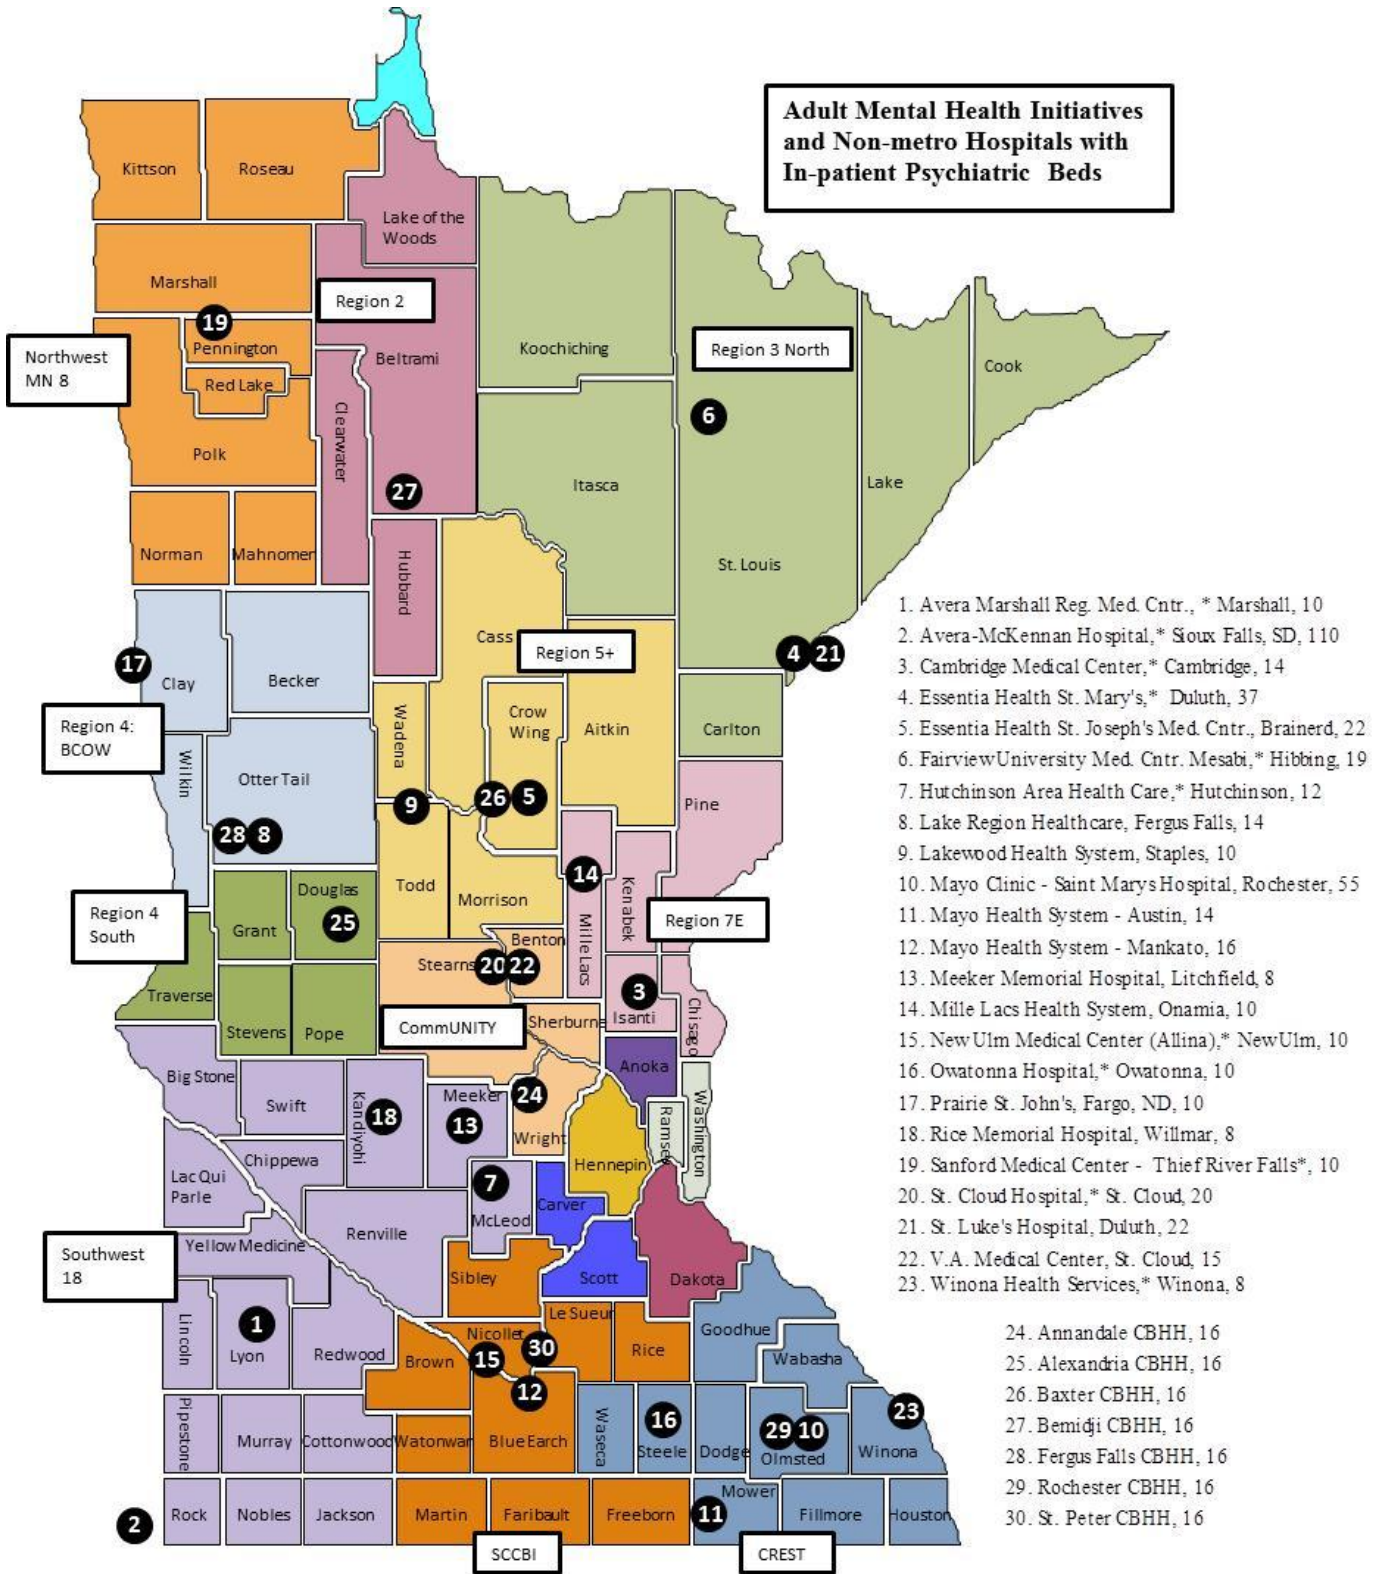 Adult Mental Health Initiatives
and Non-metro Hospitals with
In-patient Psychiatric Beds
Kittson
Roseau
Lake of the
Woods
Marshall
Region 2
19
Northwest
MN 8
Pennington
Beltrami
Koochiching
Region 3 North
Cook
Red Lake
Clearwater
6
Polk
27
Itasca
Lake
Norman
Mahnomen
Hubbard
St. Louis
Cass
Region 5+
4
21
17
Clay
Becker
Wadena
Crow
Wing
Aitkin
Carlton
Region 4:
BCOW
Wilkin
Otter Tail
9
26
5
Pine
28
8
Todd
Morrison
14
Mille Lacs
Kenabek
Region 7E
Region 4
South
Grant
Douglas
25
Benton
Stearns
20
22
Traverse
Stevens
Pope
CommUNITY
Sherburne
3
Isanti
Chisago
Big Stone
Swift
Kandiyohi
18
Meeker
13
24
Wright
Anoka
Ramsey
Washington
Hennepin
Lac Qui
Parle
Chippewa
7
McLeod
Carver
Yellow Medicine
Renville
Southwest
18
Sibley
Scott
Dakota
Lincoln
1
Lyon
Redwood
Brown
Nicollet
15
30
12
Le Sueur
Rice
Goodhue
Wabasha
Pipestone
Murray
Cottonwood
Watonwan
Blue Earch
Waseca
16
Steele
Dodge
29
10
Olmsted
23
Winona
2
Rock
Nobles
Jackson
Martin
Faribault
Freeborn
11
Mower
Fillmore
Houston
SCCBI
CREST
1. Avera Marshall Reg. Med. Cntr., * Marshall, 10
2. Avera-McKennan Hospital,* Sioux Falls, SD, 110
3. Cambridge Medical Center,* Cambridge, 14
4. Essentia Health St. Mary's,* Duluth, 37
5. Essentia Health St. Joseph's Med. Cntr., Brainerd, 22
6. Fairview University Med. Cntr. Mesabi,* Hibbing, 19
7. Hutchinson Area Health Care,* Hutchinson, 12
8. Lake Region Healthcare, Fergus Falls, 14
9. Lakewood Health System, Staples, 10
10. Mayo Clinic - Saint Marys Hospital, Rochester, 55
11. Mayo Health System - Austin, 14
12. Mayo Health System - Mankato, 16
13. Meeker Memorial Hospital, Litchfield, 8
14. Mille Lacs Health System, Onamia, 10
15. New Ulm Medical Center (Allina),* New Ulm, 10
16. Owatonna Hospital,* Owatonna, 10
17. Prairie St. John's, Fargo, ND, 10
18. Rice Memorial Hospital, Willmar, 8
19. Sanford Medical Center - Thief River Falls*, 10
20. St. Cloud Hospital,* St. Cloud, 20
21. St. Luke's Hospital, Duluth, 22
22. V.A. Medical Center, St. Cloud, 15
23. Winona Health Services,* Winona, 8
24. Annandale CBHH, 16
25. Alexandria CBHH, 16
26. Baxter CBHH, 16
27. Bemidji CBHH, 16
28. Fergus Falls CBHH, 16
29. Rochester CBHH, 16
30. St. Peter CBHH, 16